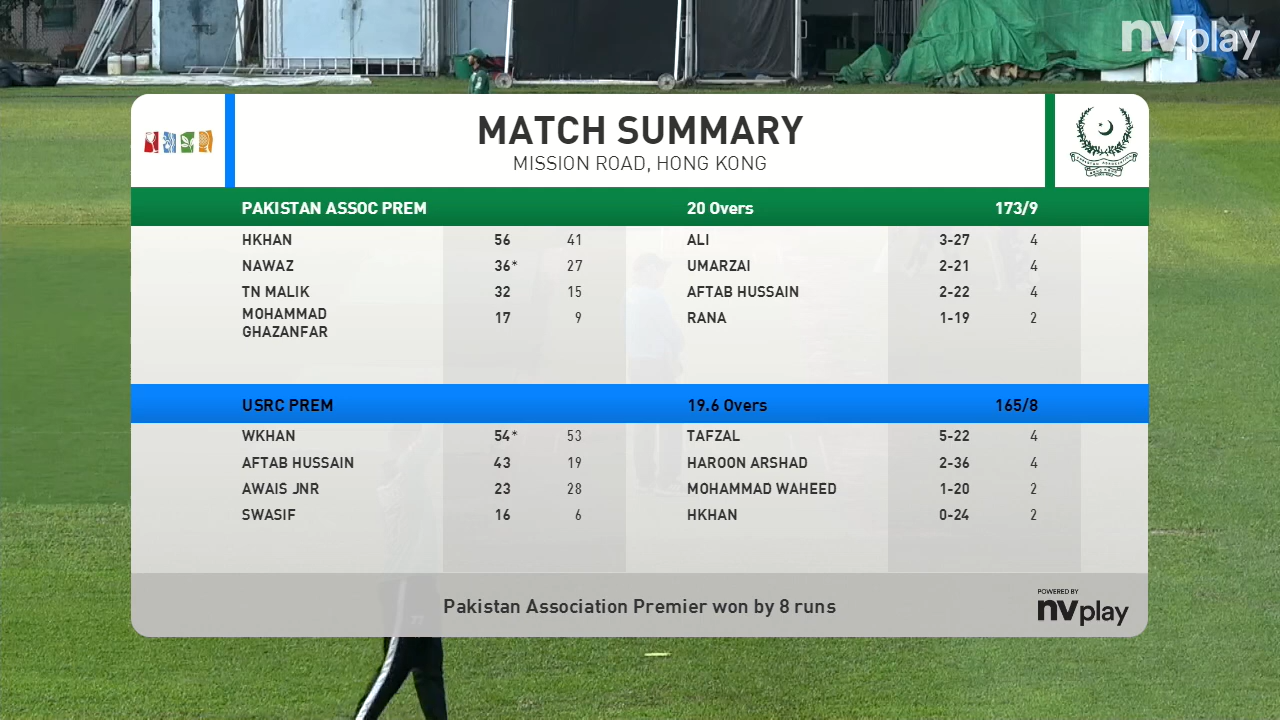 nvplay
MATCH SUMMARY
MISSION ROAD, HONG KONG
PAKISTAN ASSOC PREM 20 Overs 173/9
HKHAN 56 41 ALI 3-27 4
NAWAZ 36* 27 UMARZAI 2-21 4
TN MALIK 32 15 AFTAB HUSSAIN 2-22 4
MOHAMMAD GHAZANFAR 17 9 RANA 1-19 2
USRC PREM 19.6 Overs 165/8
WKHAN 54* 53 TAFZAL 5-22 4
AFTAB HUSSAIN 43 19 HAROON ARSHAD 2-36 4
AWAIS JNR 23 28 MOHAMMAD WAHEED 1-20 2
SWASIF 16 6 HKHAN 0-24 2
Pakistan Association Premier won by 8 runs
POWERED BY
nvplay